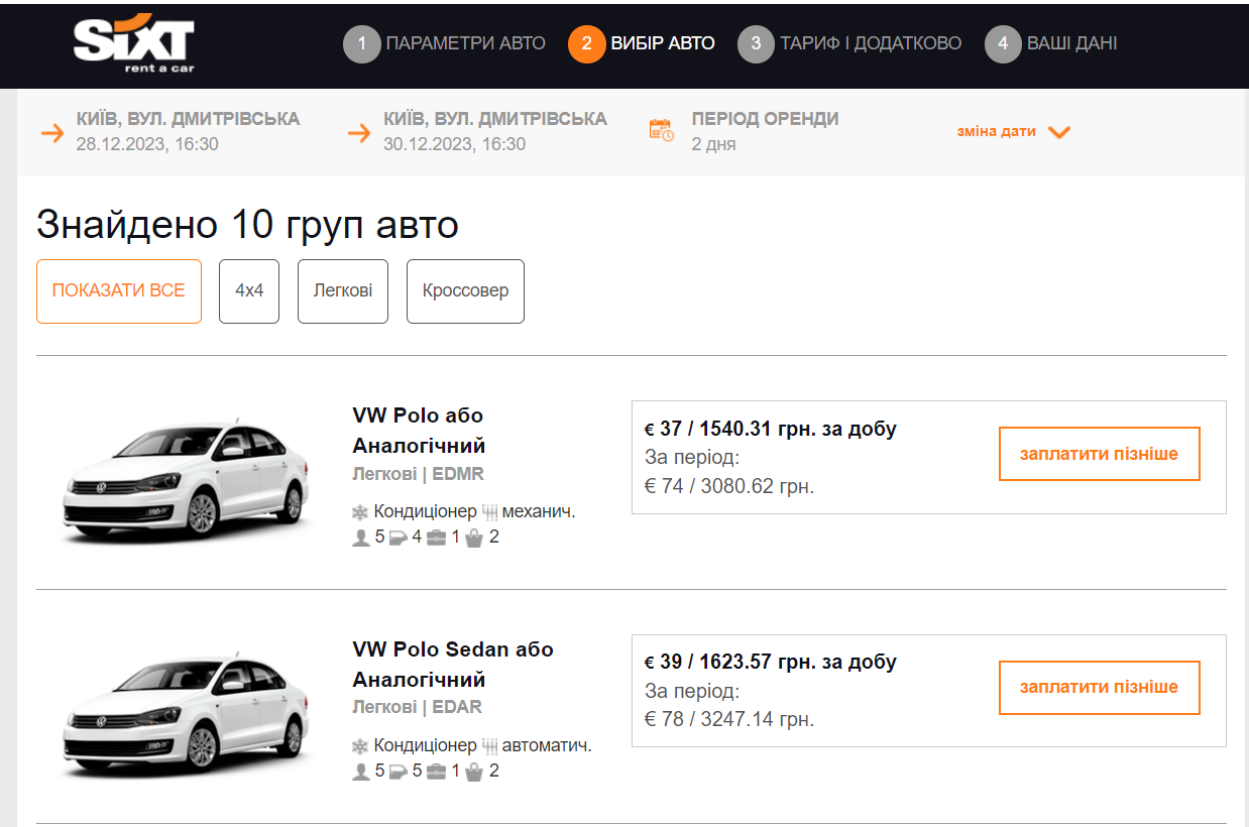 SiXT
rent a car
1 ПАРАМЕТРИ АВТО 2 ВИБІР АВТО 3 ТАРИФ І ДОДАТКОВО 4 ВАШІ ДАНІ
КИЇВ, ВУЛ. ДМИТРІВСЬКА
28.12.2023, 16:30
КИЇВ, ВУЛ. ДМИТРІВСЬКА
30.12.2023, 16:30
ПЕРІОД ОРЕНДИ
2 дня
зміна дати
Знайдено 10 груп авто
ПОКАЗАТИ ВСЕ 4x4 Легкові Кроссовер
VW Polo або
Аналогічний
Легкові | EDMR
Кондиціонер механич.
5 4 1 2
€ 37 / 1540.31 грн. за добу
За період:
€ 74 / 3080.62 грн.
заплатити пізніше
VW Polo Sedan або
Аналогічний
Легкові | EDAR
Кондиціонер автоматич.
5 5 1 2
€ 39 / 1623.57 грн. за добу
За період:
€ 78 / 3247.14 грн.
заплатити пізніше